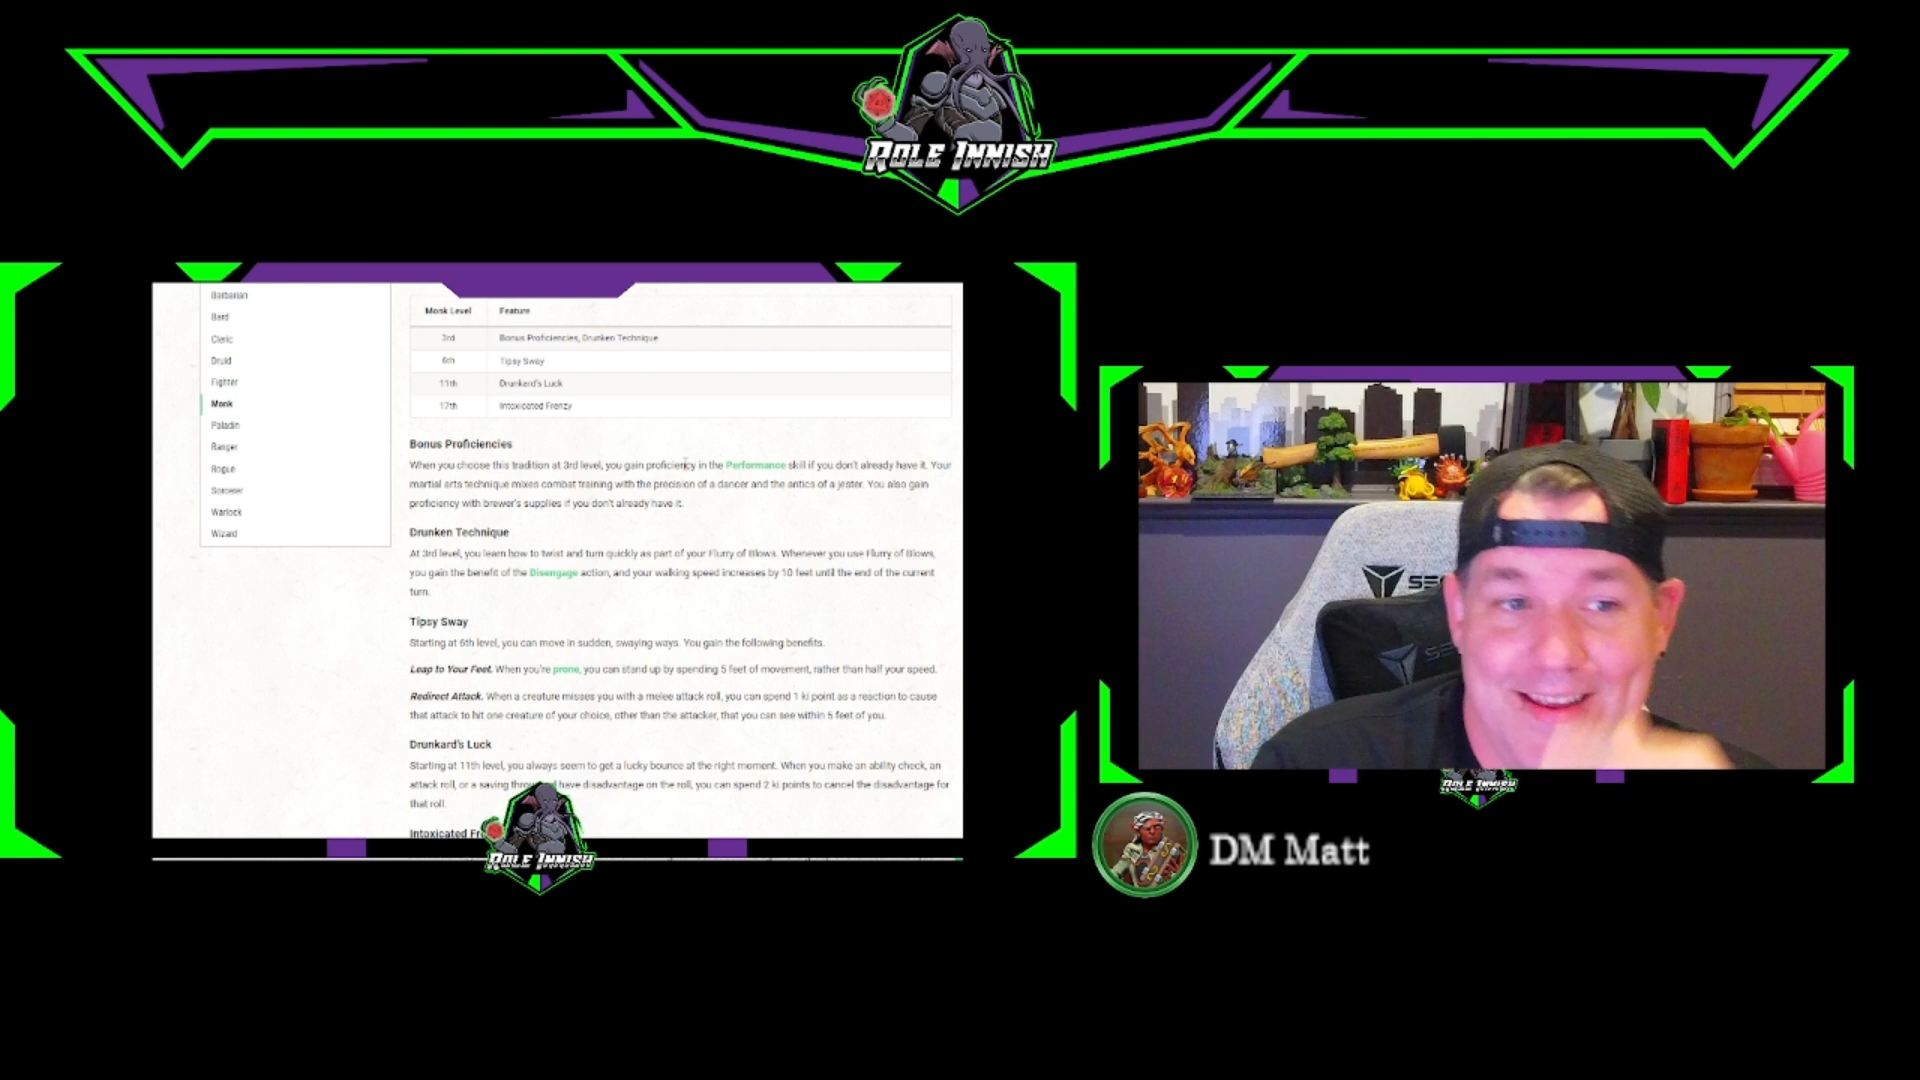 ROLE INNISH
Barbarian
Bard
Cleric
Druid
Fighter
Monk
Paladin
Ranger
Rogue
Sorcerer
Warlock
Wizard
Monk Level Feature
3rd Bonus Proficiencies, Drunken Technique
6th Tipsy Sway
11th Drunkard's Luck
17th Intoxicated Frenzy
Bonus Proficiencies
When you choose this tradition at 3rd level, you gain proficiency in the Performance skill if you don't already have it. Your
martial arts technique mixes combat training with the precision of a dancer and the antics of a jester. You also gain
proficiency with brewer's supplies if you don't already have it.
Drunken Technique
At 3rd level, you learn how to twist and turn quickly as part of your Flurry of Blows. Whenever you use Flurry of Blows,
you gain the benefit of the Disengage action, and your walking speed increases by 10 feet until the end of the current
turn.
Tipsy Sway
Starting at 6th level, you can move in sudden, swaying ways. You gain the following benefits.
Leap to Your Feet. When you're prone, you can stand up by spending 5 feet of movement, rather than half your speed.
Redirect Attack. When a creature misses you with a melee attack roll, you can spend 1 ki point as a reaction to cause
that attack to hit one creature of your choice, other than the attacker, that you can see within 5 feet of you.
Drunkard's Luck
Starting at 11th level, you always seem to get a lucky bounce at the right moment. When you make an ability check, an
attack roll, or a saving have disadvantage on the roll, you can spend 2 ki points to cancel the disadvantage for
that roll.
Intoxicated
ROLE INNISH
SEC
SE
ROLE INNISH
DM Matt